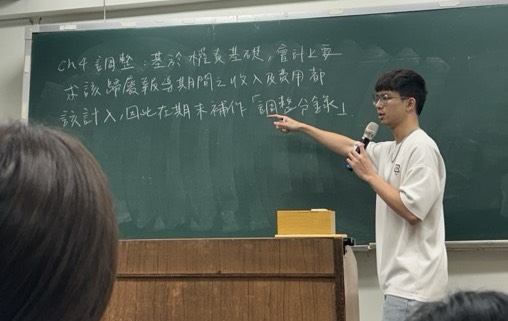 ch4 調整：基於權責基礎，會計上要
求該歸屬報導期間之收入及費用都
該計入，因此在期末補作「調整分錄」